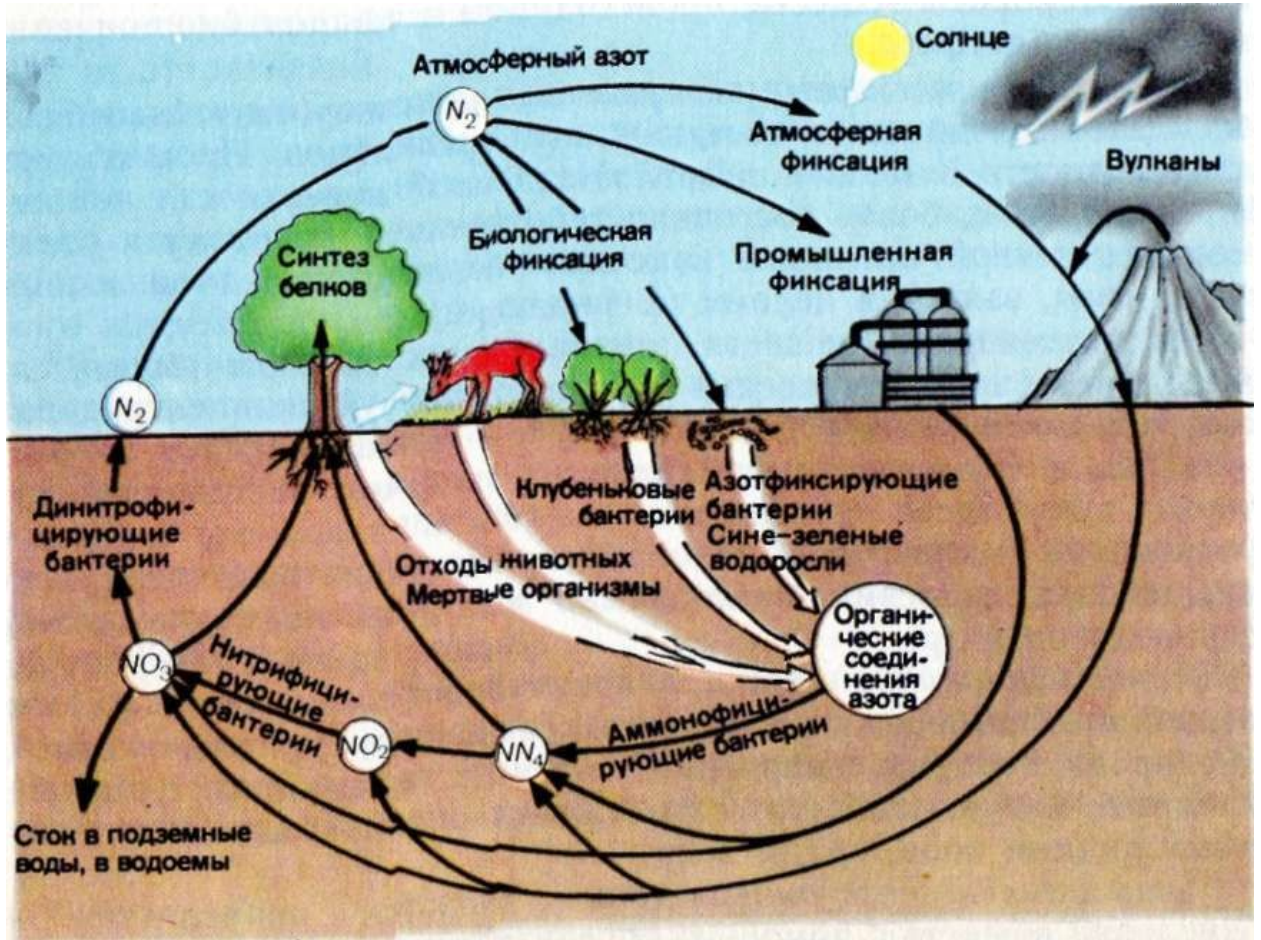 Атмосферный азот
N₂
Солнце
Атмосферная
фиксация
Вулканы
Биологическая
фиксация
Промышленная
фиксация
Синтез
белков
N₂
Динитрофи-
цирующие
бактерии
Клубеньковые
бактерии
Азотфиксирующие
бактерии
Сине-зеленые
водоросли
Отходы животных
Мертвые организмы
Органи-
ческие
соеди-
нения
азота
NO₃
Нитрифици-
рующие
бактерии
NO₂
NN₄
Аммонофици-
рующие бактерии
Сток в подземные
воды, в водоемы